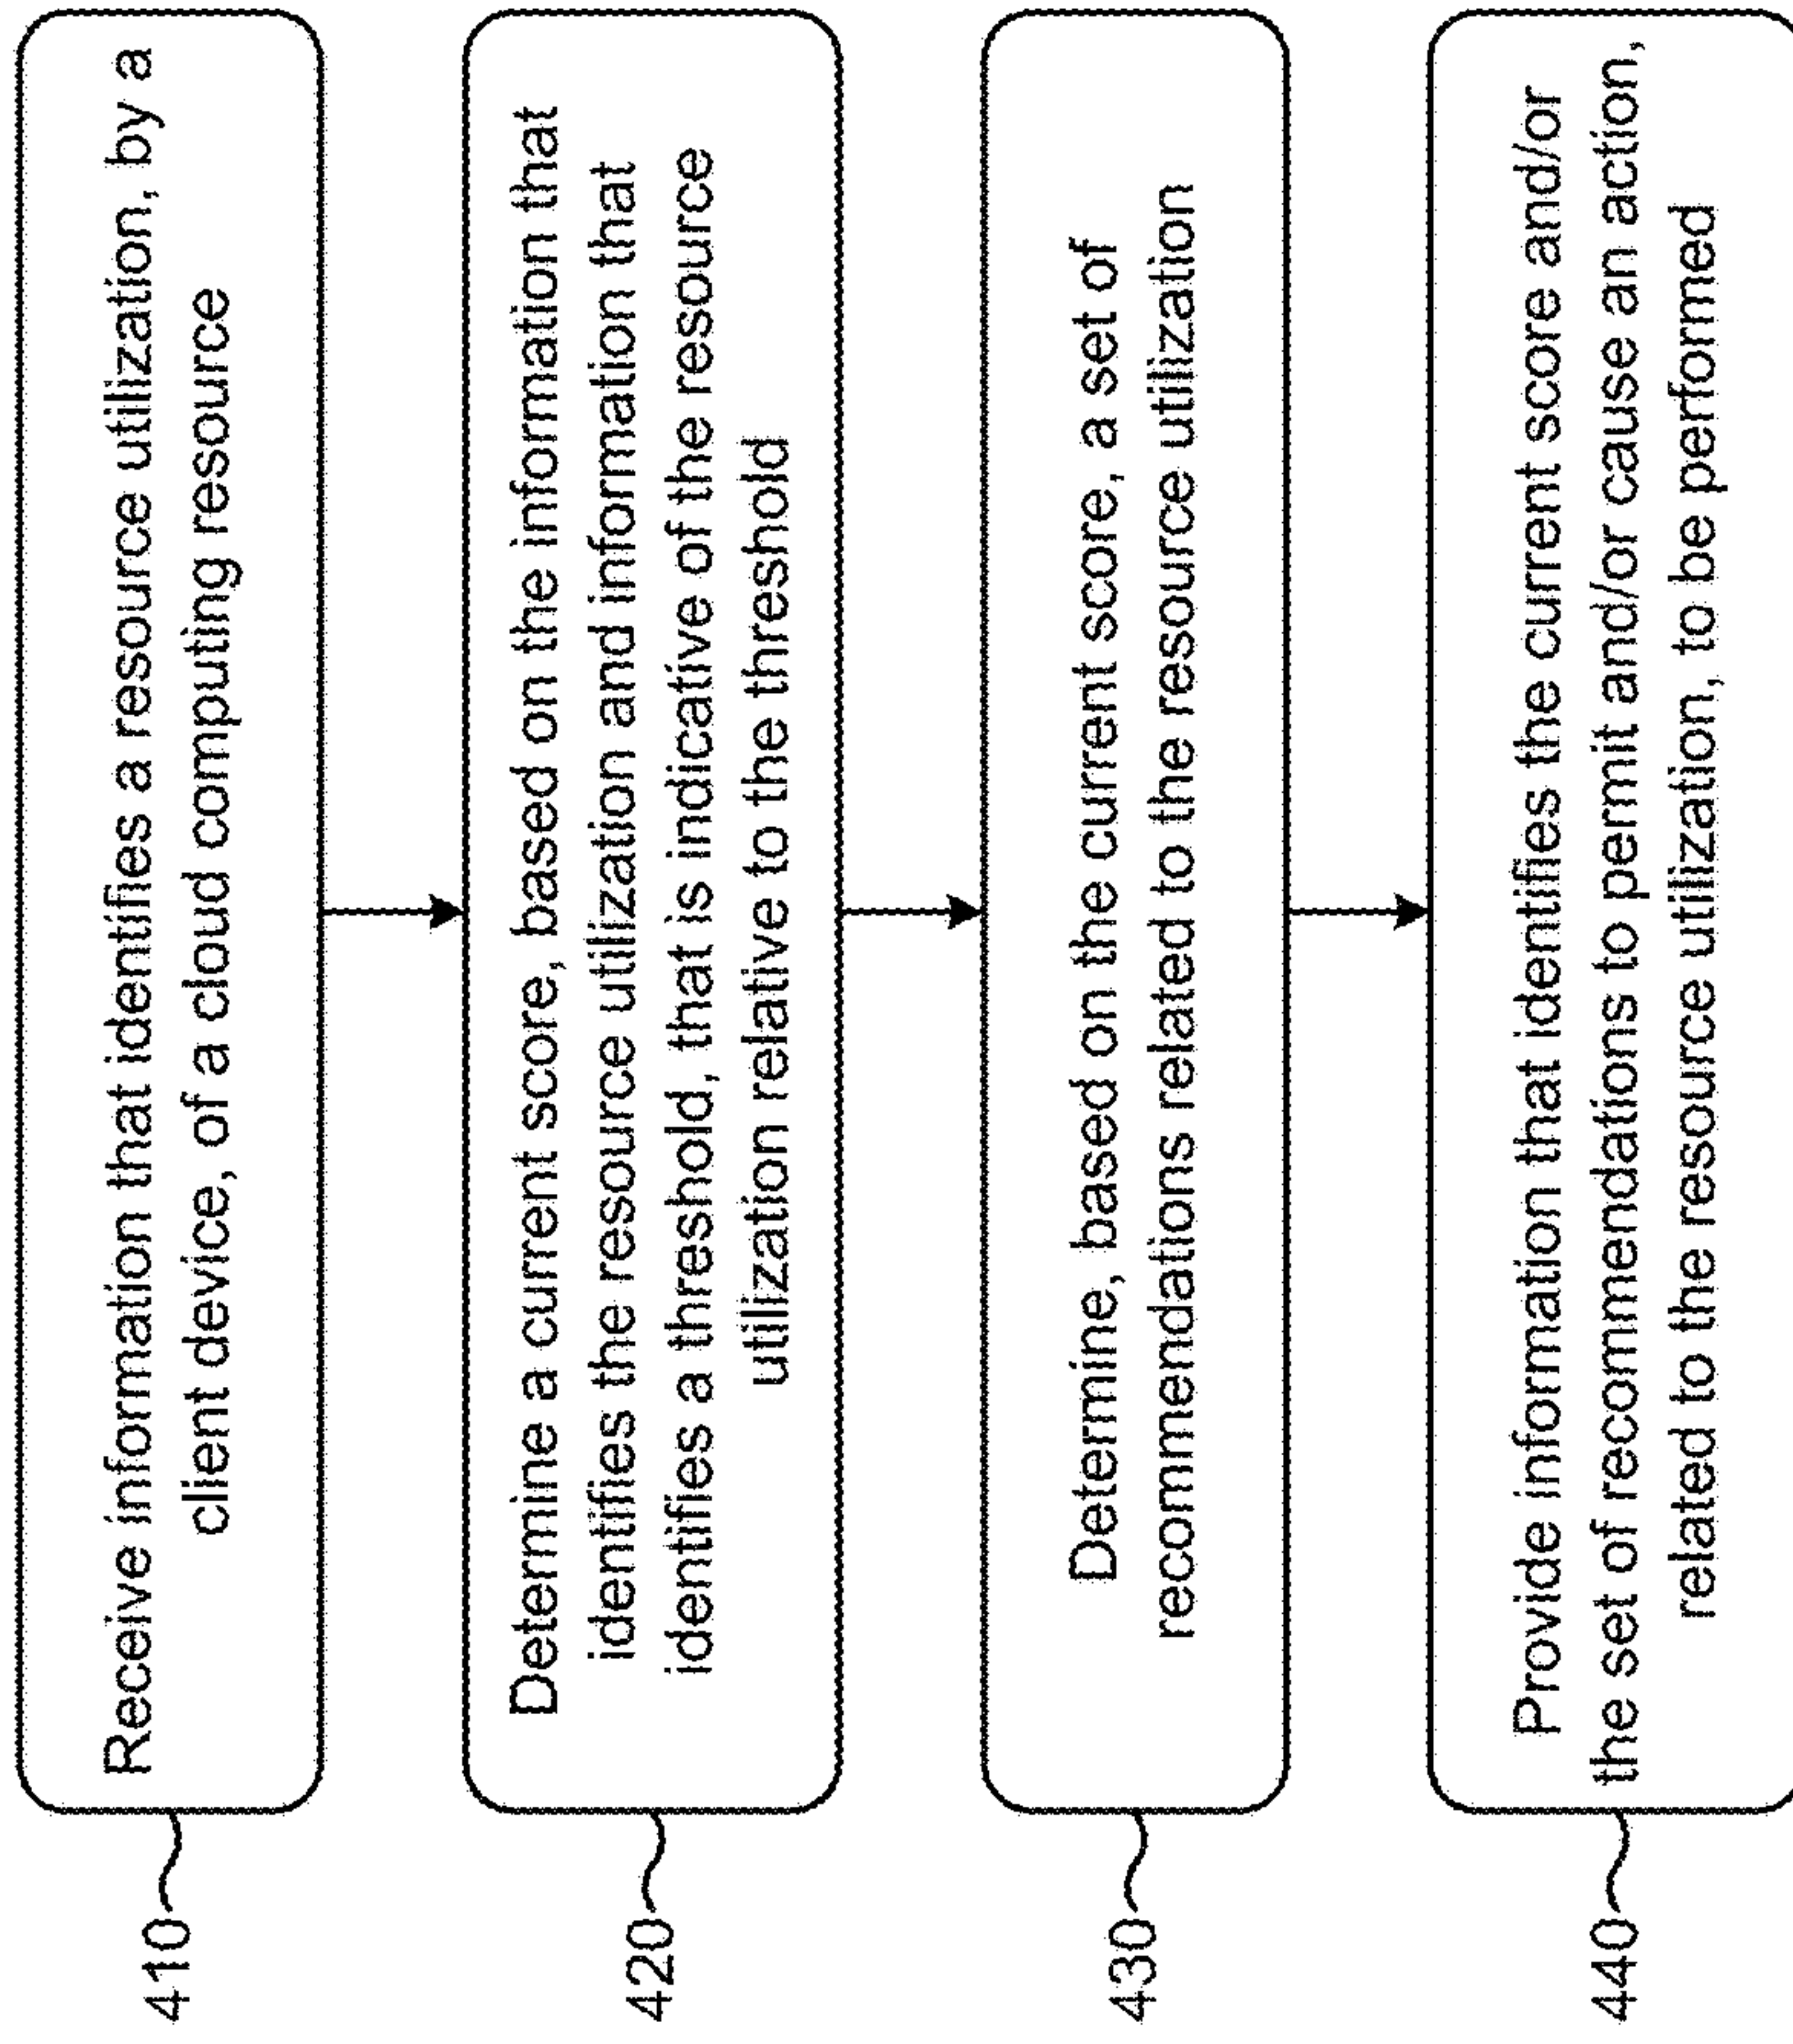 410
Receive information that identifies a resource utilization, by a
client device, of a cloud computing resource
420
Determine a current score, based on the information that
identifies the resource utilization and information that
identifies a threshold, that is indicative of the resource
utilization relative to the threshold
430
Determine, based on the current score, a set of
recommendations related to the resource utilization
440
Provide information that identifies the current score and/or
the set of recommendations to permit and/or cause an action,
related to the resource utilization, to be performed